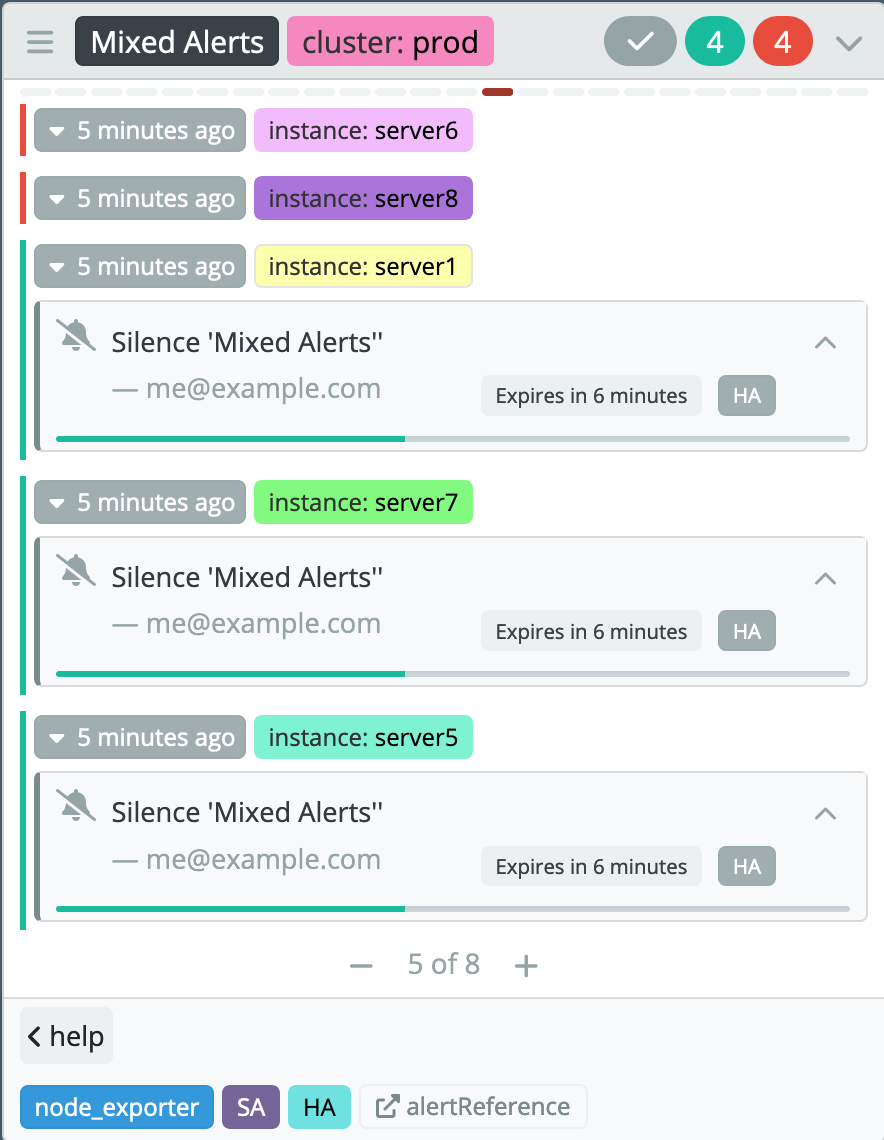 Mixed Alerts cluster: prod 4 4
5 minutes ago instance: server6
5 minutes ago instance: server8
5 minutes ago instance: server1
Silence 'Mixed Alerts''
— me@example.com Expires in 6 minutes HA
5 minutes ago instance: server7
Silence 'Mixed Alerts''
— me@example.com Expires in 6 minutes HA
5 minutes ago instance: server5
Silence 'Mixed Alerts''
— me@example.com Expires in 6 minutes HA
5 of 8
help
node_exporter SA HA alertReference